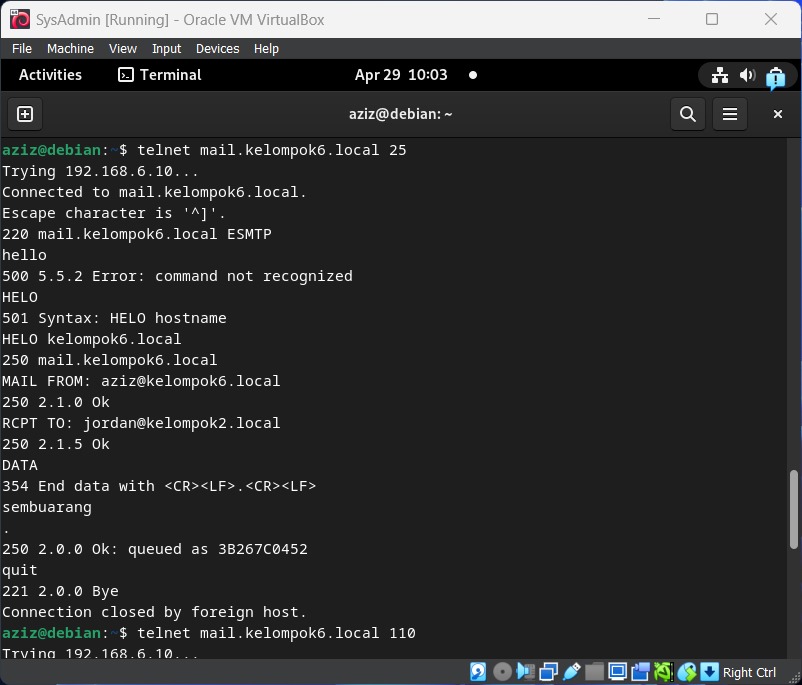 SysAdmin [Running] - Oracle VM VirtualBox
File Machine View Input Devices Help
Activities Terminal Apr 29 10:03
aziz@debian: ~
aziz@debian:~$ telnet mail.kelompok6.local 25
Trying 192.168.6.10...
Connected to mail.kelompok6.local.
Escape character is '^]'.
220 mail.kelompok6.local ESMTP
hello
500 5.5.2 Error: command not recognized
HELO
501 Syntax: HELO hostname
HELO kelompok6.local
250 mail.kelompok6.local
MAIL FROM: aziz@kelompok6.local
250 2.1.0 Ok
RCPT TO: jordan@kelompok2.local
250 2.1.5 Ok
DATA
354 End data with <CR><LF>.<CR><LF>
sembuarang
.
250 2.0.0 Ok: queued as 3B267C0452
quit
221 2.0.0 Bye
Connection closed by foreign host.
aziz@debian:~$ telnet mail.kelompok6.local 110
Trying 192.168.6.10...
Right Ctrl